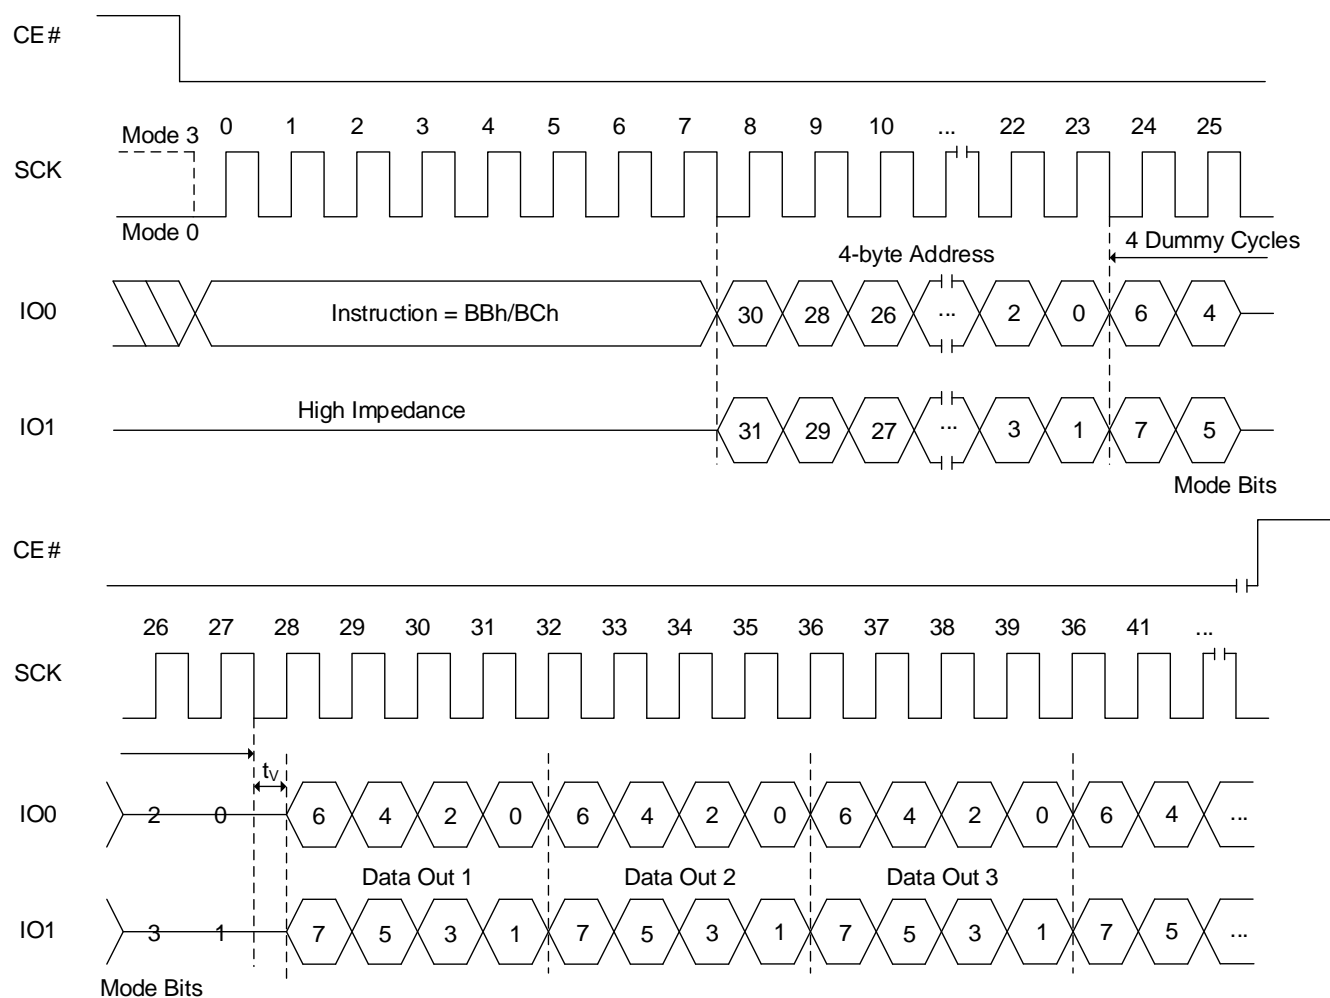 CE#
Mode 3 0 1 2 3 4 5 6 7 8 9 10 ... 22 23 24 25
SCK
Mode 0
4-byte Address 4 Dummy Cycles
IO0 Instruction = BBh/BCh 30 28 26 ... 2 0 6 4
High Impedance
IO1 31 29 27 ... 3 1 7 5
Mode Bits
CE#
26 27 28 29 30 31 32 33 34 35 36 37 38 39 36 41 ...
SCK
tV
IO0 2 0 6 4 2 0 6 4 2 0 6 4 2 0 6 4 ...
Data Out 1 Data Out 2 Data Out 3
IO1 3 1 7 5 3 1 7 5 3 1 7 5 3 1 7 5 ...
Mode Bits